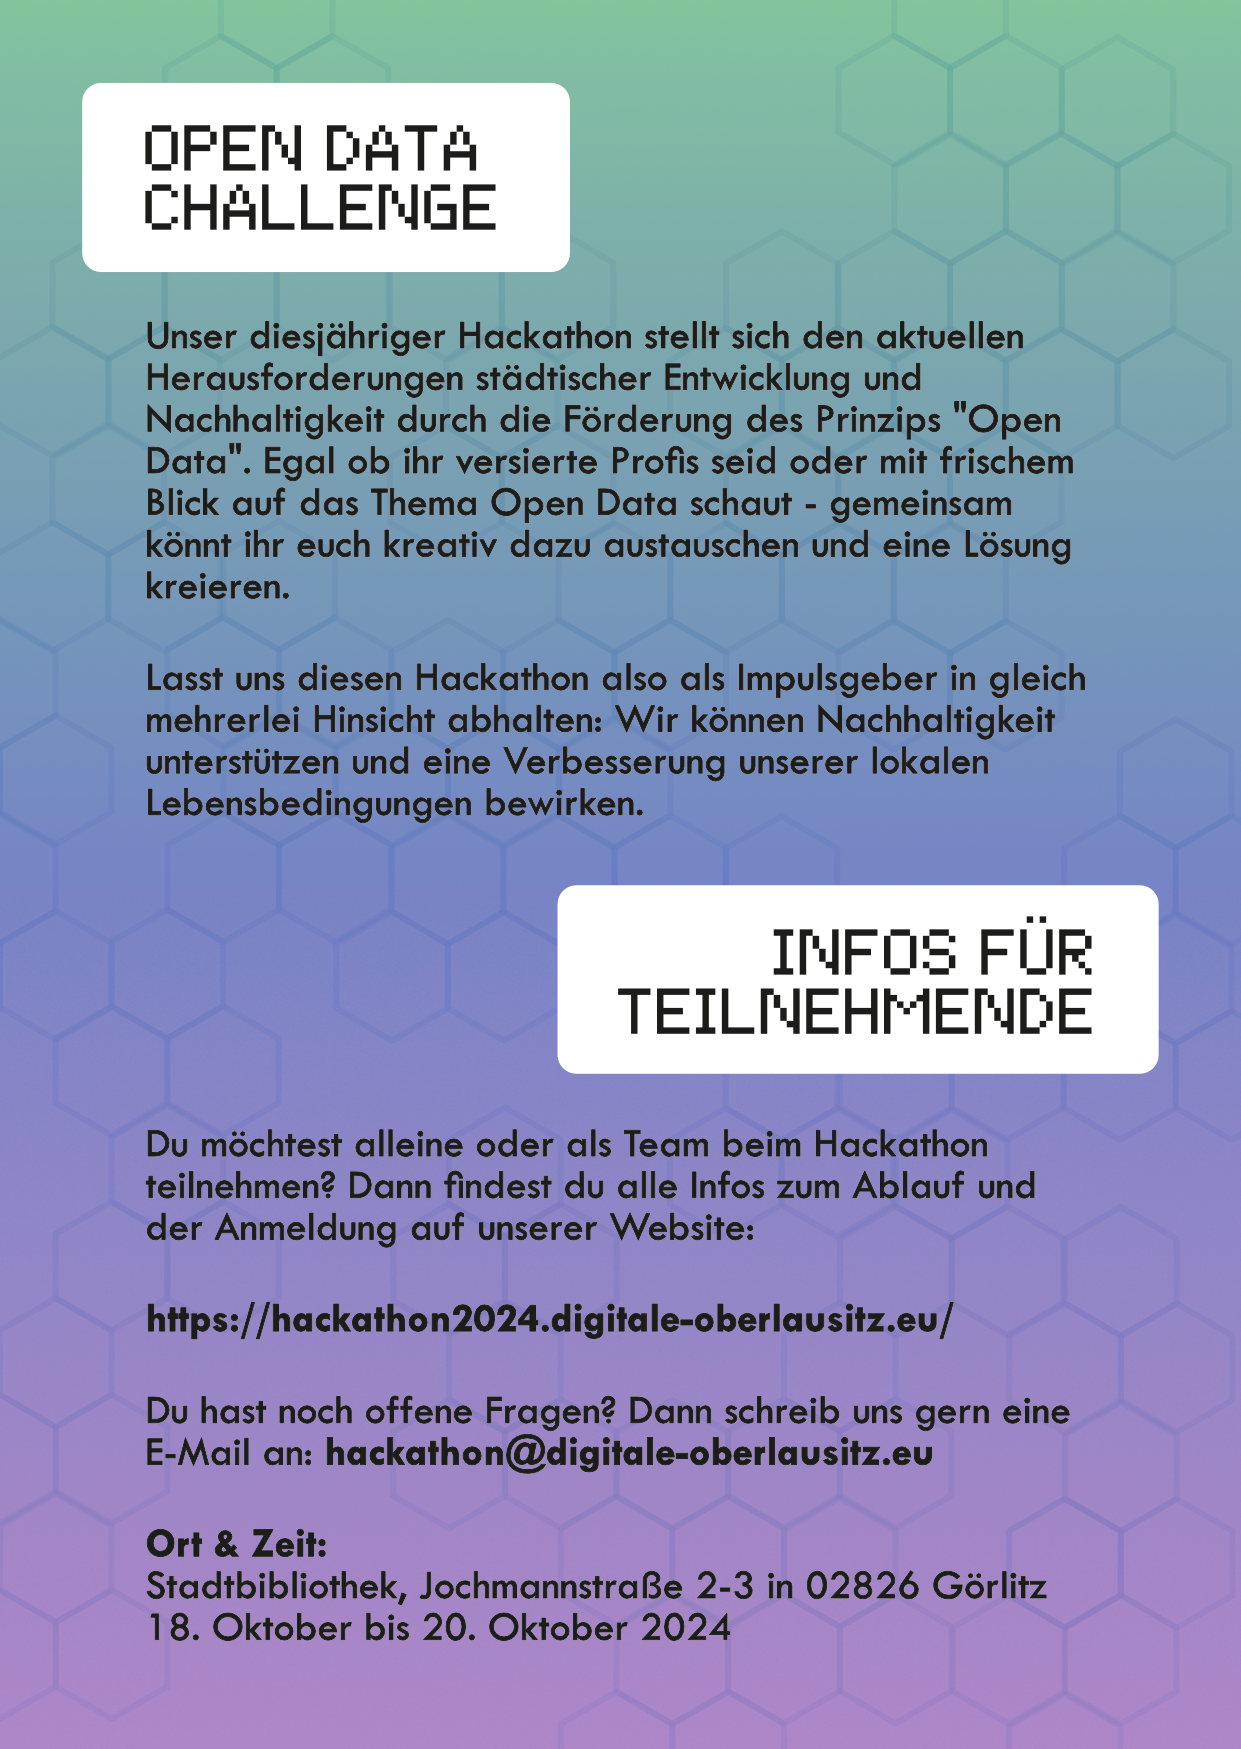 OPEN DATA
CHALLENGE
Unser diesjähriger Hackathon stellt sich den aktuellen
Herausforderungen städtischer Entwicklung und
Nachhaltigkeit durch die Förderung des Prinzips "Open
Data". Egal ob ihr versierte Profis seid oder mit frischem
Blick auf das Thema Open Data schaut - gemeinsam
könnt ihr euch kreativ dazu austauschen und eine Lösung
kreieren.
Lasst uns diesen Hackathon also als Impulsgeber in gleich
mehrerlei Hinsicht abhalten: Wir können Nachhaltigkeit
unterstützen und eine Verbesserung unserer lokalen
Lebensbedingungen bewirken.
INFOS FÜR
TEILNEHMENDE
Du möchtest alleine oder als Team beim Hackathon
teilnehmen? Dann findest du alle Infos zum Ablauf und
der Anmeldung auf unserer Website:
https://hackathon2024.digitale-oberlausitz.eu/
Du hast noch offene Fragen? Dann schreib uns gern eine
E-Mail an: hackathon@digitale-oberlausitz.eu
Ort & Zeit:
Stadtbibliothek, Jochmannstraße 2-3 in 02826 Görlitz
18. Oktober bis 20. Oktober 2024